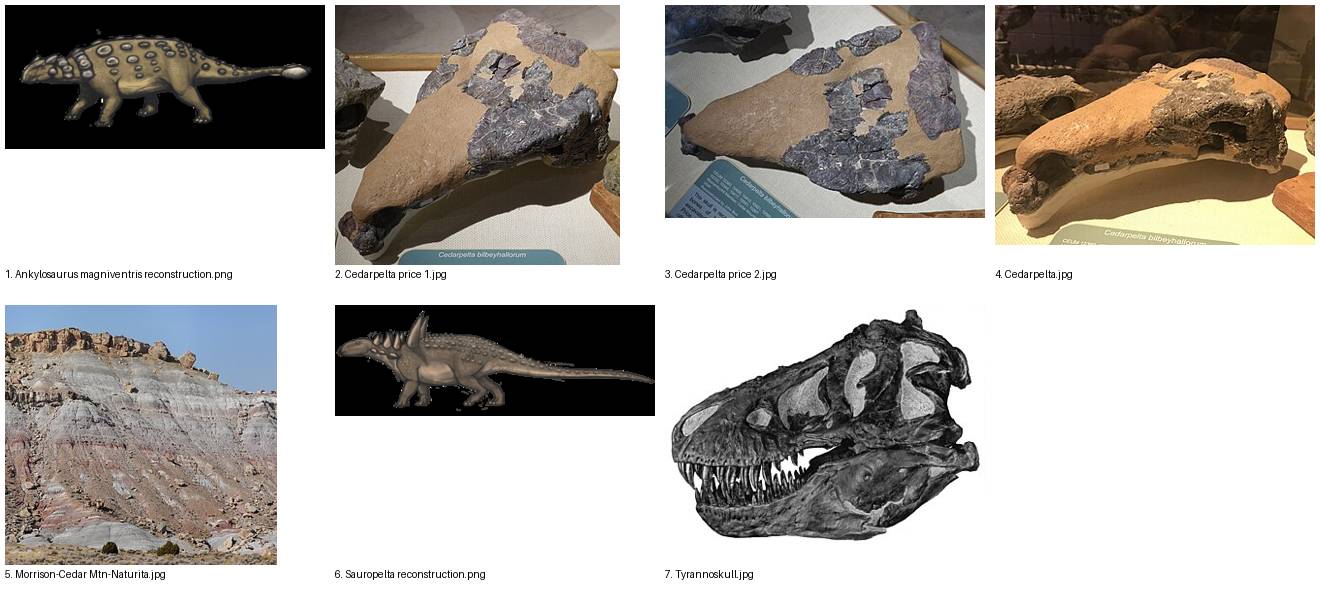 Cedarpelta bilbeyhallorum
Cedarpelta bilbeyhallorum
Cedarpelta bilbeyhallorum
1. Ankylosaurus magniventris reconstruction.png
2. Cedarpelta price 1.jpg
3. Cedarpelta price 2.jpg
4. Cedarpelta.jpg
5. Morrison-Cedar Mtn-Naturita.jpg
6. Sauropelta reconstruction.png
7. Tyrannoskull.jpg